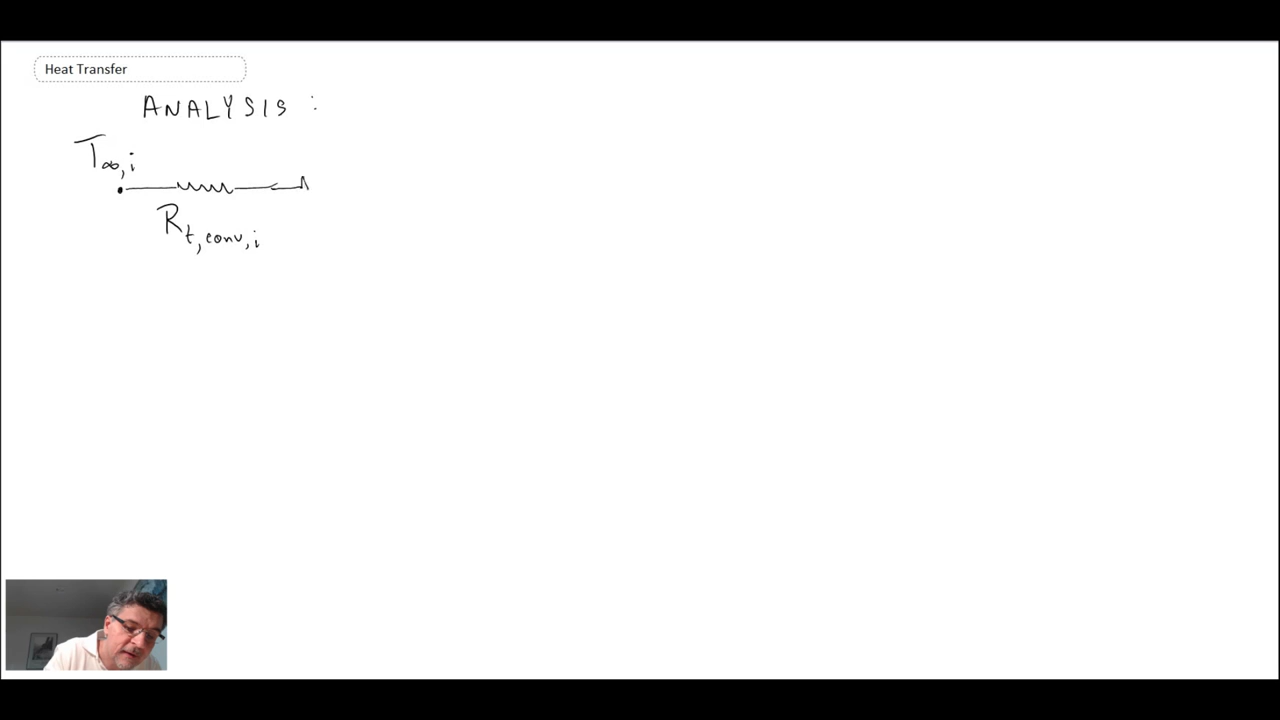 Heat Transfer
ANALYSIS :
T∞,i
Rt,conv,i